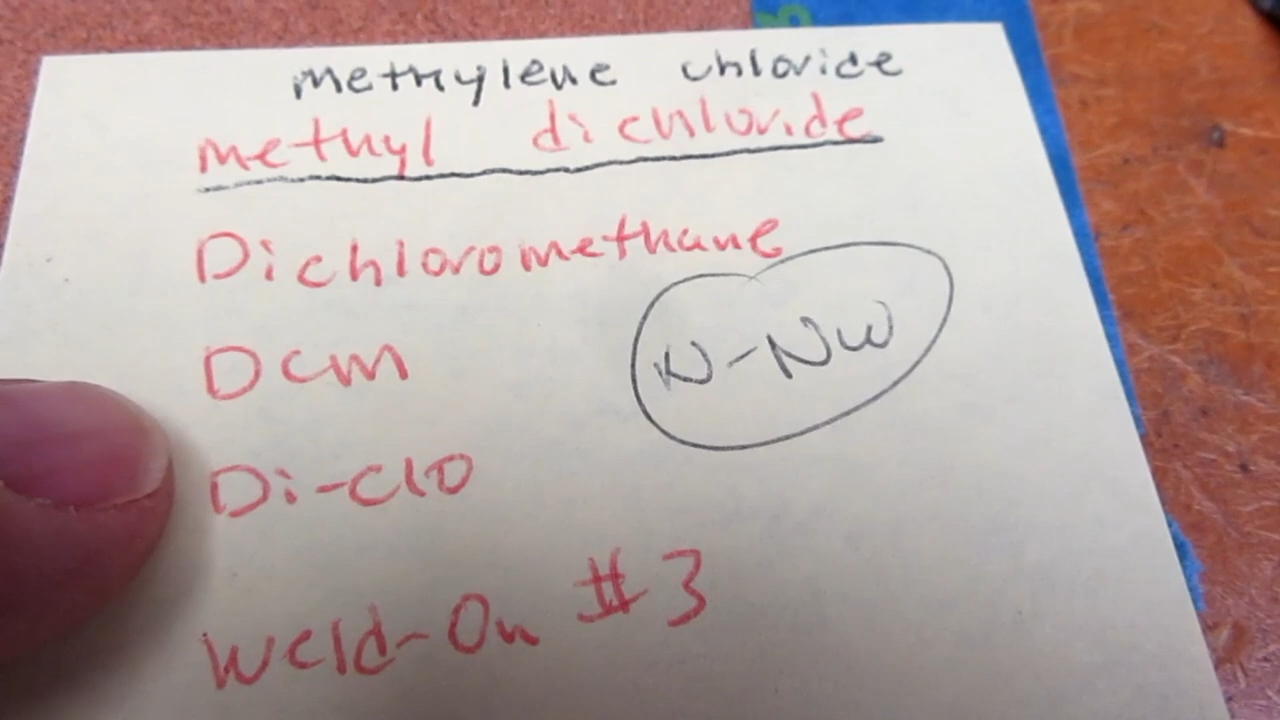 methylene chloride
methyl dichloride
Dichloromethane
DCM
N-NW
Di-clo
Weld-On #3